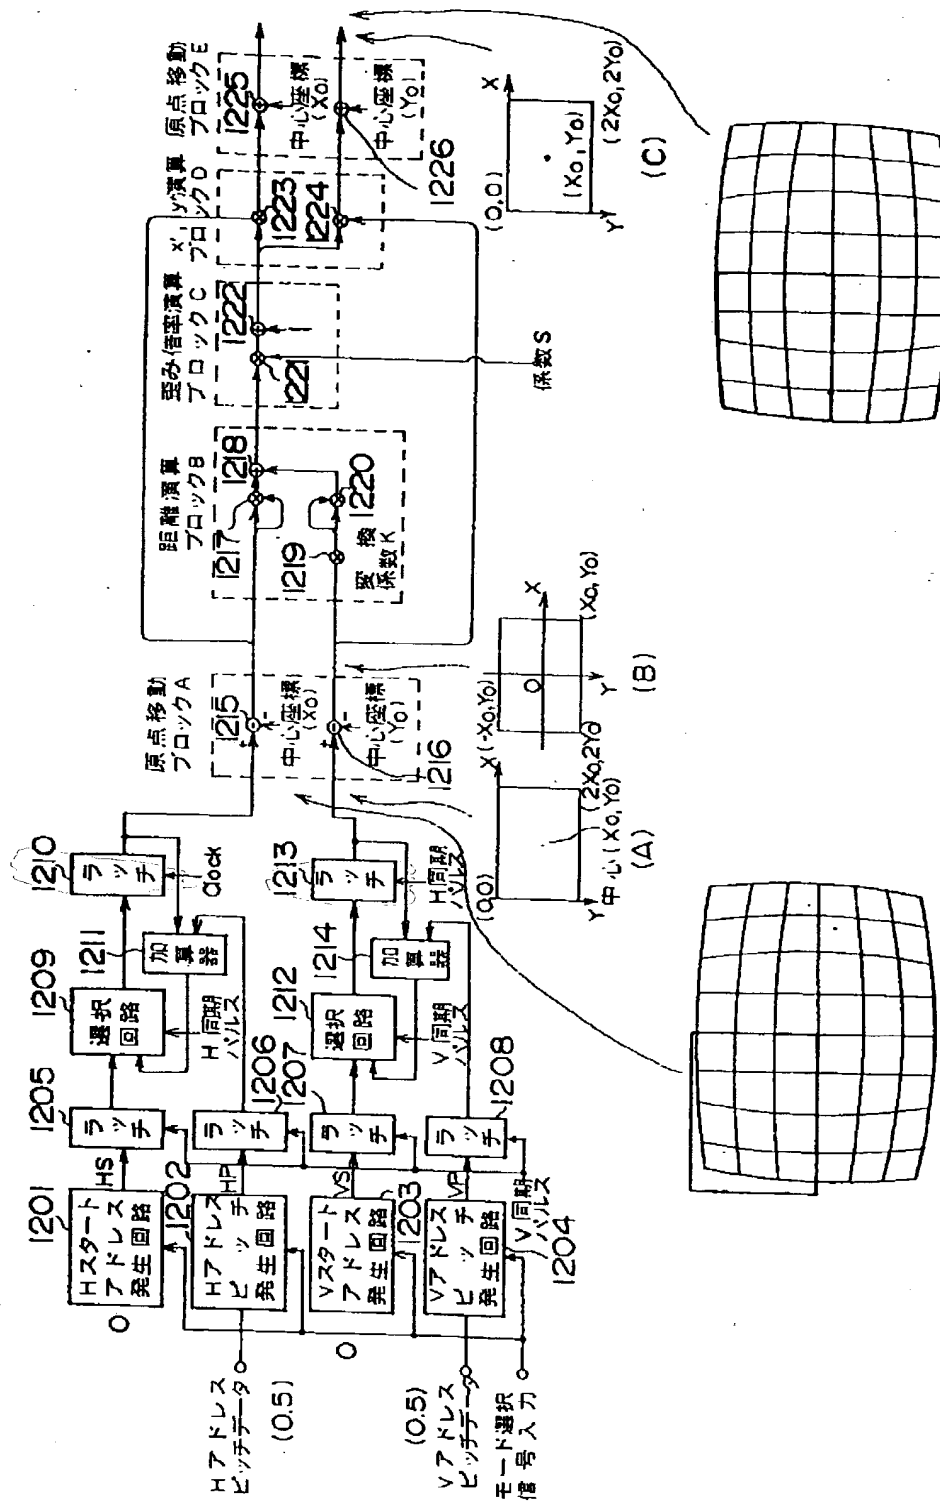 Hアドレス
ピッチデータ
(0.5)
Vアドレス
ピッチデータ
(0.5)
モード選択
信号入力
1201
Hスタート
アドレス
発生回路
0
1202
Hアドレス
ピッチ
発生回路
Vスタート
アドレス
発生回路
1203
0
Vアドレス
ピッチ
発生回路
1204
HS
HP
VS
VP
V同期
パルス
1205
ラッチ
1206
ラッチ
1207
ラッチ
1208
ラッチ
1209
選択
回路
H同期
パルス
1210
ラッチ
Clock
1211
加算器
1212
選択
回路
V同期
パルス
1213
ラッチ
H同期
パルス
1214
加算器
原点移動
ブロックA
1215
+
-
中心座標
(X0)
+
-
中心座標
(Y0)
1216
距離演算
ブロックB
1217
1218
1219
1220
変換
係数K
歪み倍率演算
ブロックC
1221
1222
1
係数S
x', y'演算
ブロックD
1223
1224
原点移動
ブロックE
1225
中心座標
(X0)
中心座標
(Y0)
1226
(0,0)
X
Y
中心(X0,Y0)
(2X0,2Y0)
(A)
(-X0,-Y0)
0
X
Y
(X0,Y0)
(B)
(0,0)
X
Y
(X0,Y0)
(2X0,2Y0)
(C)